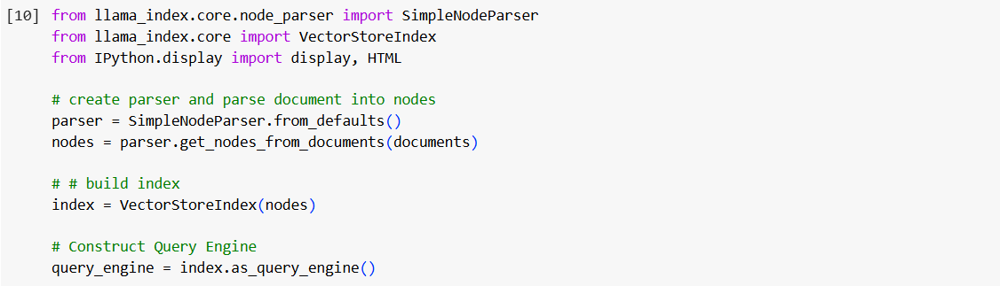 [10] from llama_index.core.node_parser import SimpleNodeParser
from llama_index.core import VectorStoreIndex
from IPython.display import display, HTML
# create parser and parse document into nodes
parser = SimpleNodeParser.from_defaults()
nodes = parser.get_nodes_from_documents(documents)
# # build index
index = VectorStoreIndex(nodes)
# Construct Query Engine
query_engine = index.as_query_engine()